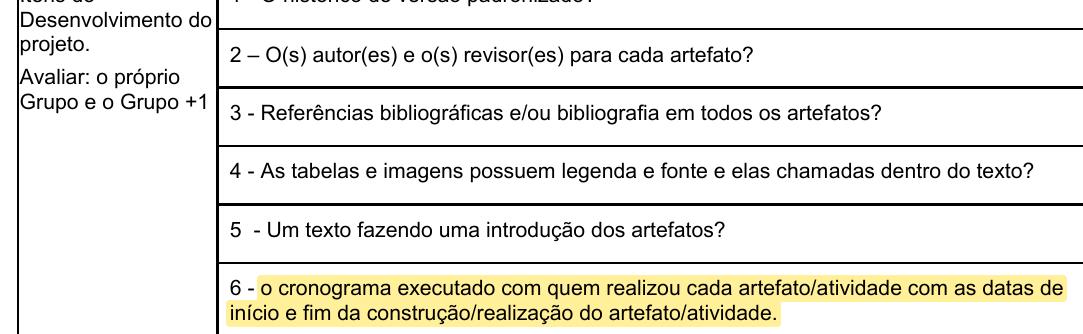 Desenvolvimento do
projeto.
Avaliar: o próprio
Grupo e o Grupo +1
2 – O(s) autor(es) e o(s) revisor(es) para cada artefato?
3 - Referências bibliográficas e/ou bibliografia em todos os artefatos?
4 - As tabelas e imagens possuem legenda e fonte e elas chamadas dentro do texto?
5 - Um texto fazendo uma introdução dos artefatos?
6 - o cronograma executado com quem realizou cada artefato/atividade com as datas de
início e fim da construção/realização do artefato/atividade.